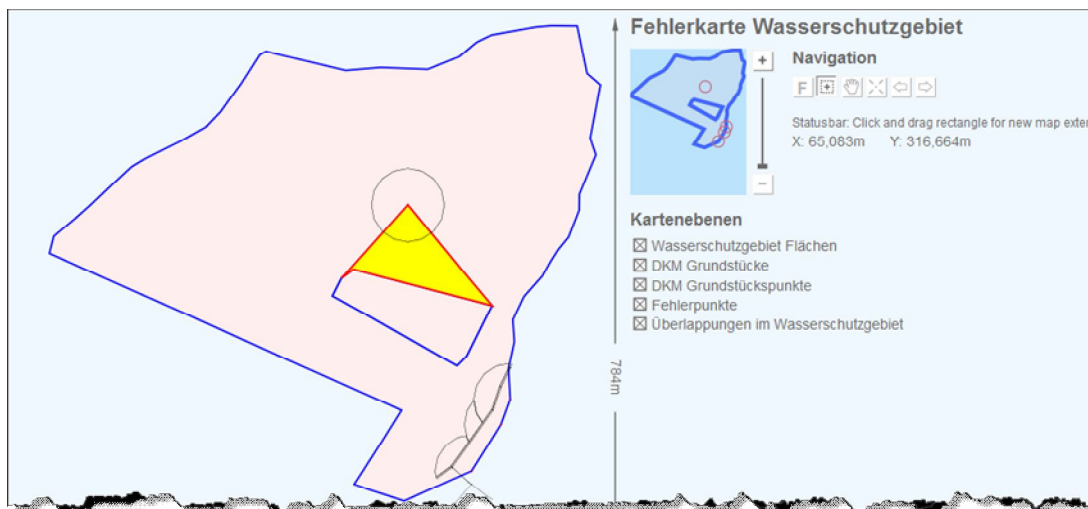 Fehlerkarte Wasserschutzgebiet
+
Navigation
F
Statusbar: Click and drag rectangle for new map exter
X: 65,083m Y: 316,664m
−
Kartenebenen
Wasserschutzgebiet Flächen
DKM Grundstücke
DKM Grundstückspunkte
Fehlerpunkte
Überlappungen im Wasserschutzgebiet
784m